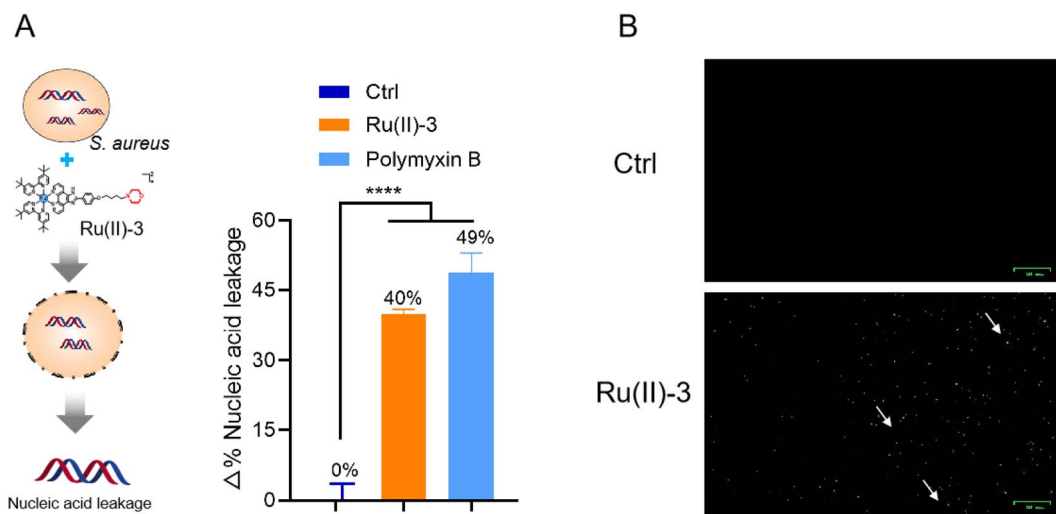 A
B
S. aureus
Ru(II)-3
Nucleic acid leakage
Ctrl
Ru(II)-3
Polymyxin B
****
△% Nucleic acid leakage
60
45
30
15
0
0%
40%
49%
Ctrl
Ru(II)-3